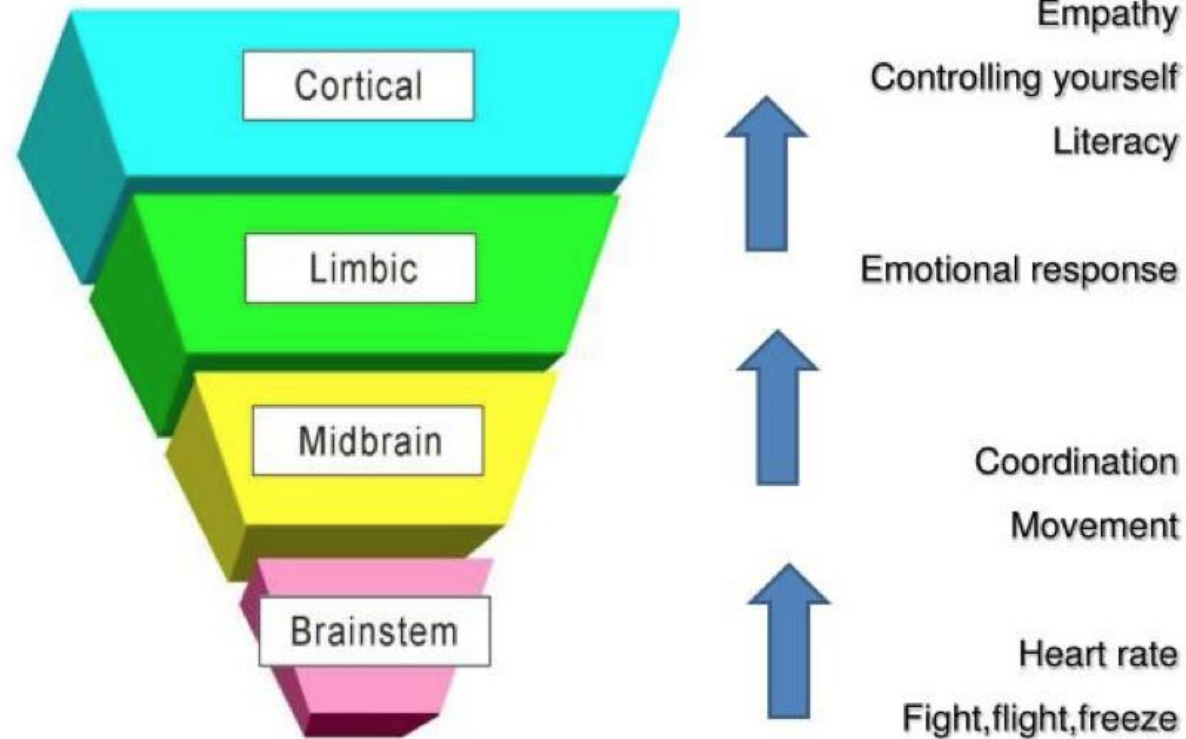 Empathy
Cortical
Controlling yourself
Literacy
Limbic
Emotional response
Midbrain
Coordination
Movement
Brainstem
Heart rate
Fight,flight,freeze